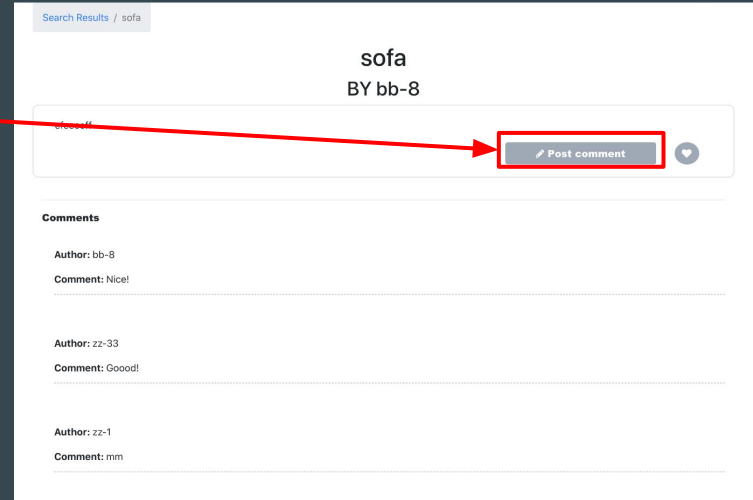 Search Results / sofa
sofa
BY bb-8
Post comment
Comments
Author: bb-8
Comment: Nice!
Author: zz-33
Comment: Goood!
Author: zz-1
Comment: mm